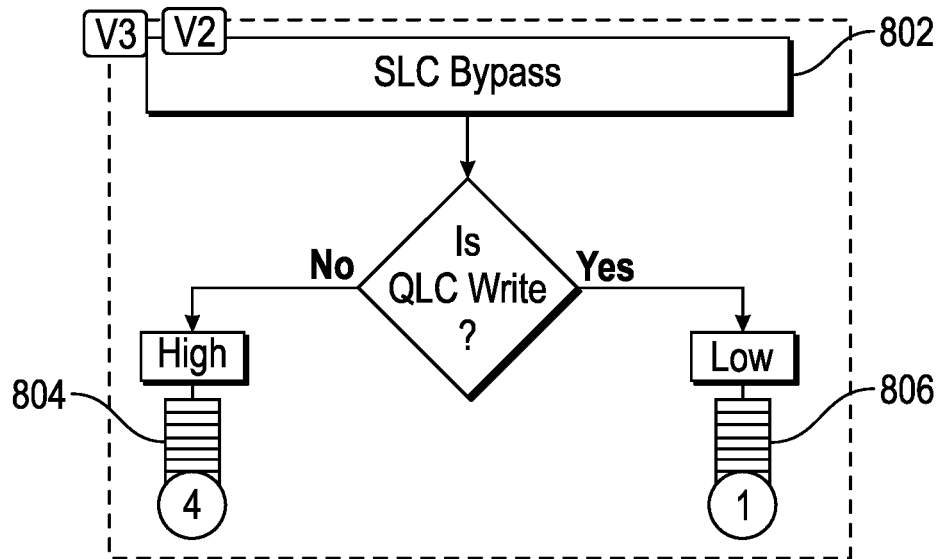 V3
V2
802
SLC Bypass
Is
QLC Write
?
No
Yes
High
Low
804
806
4
1